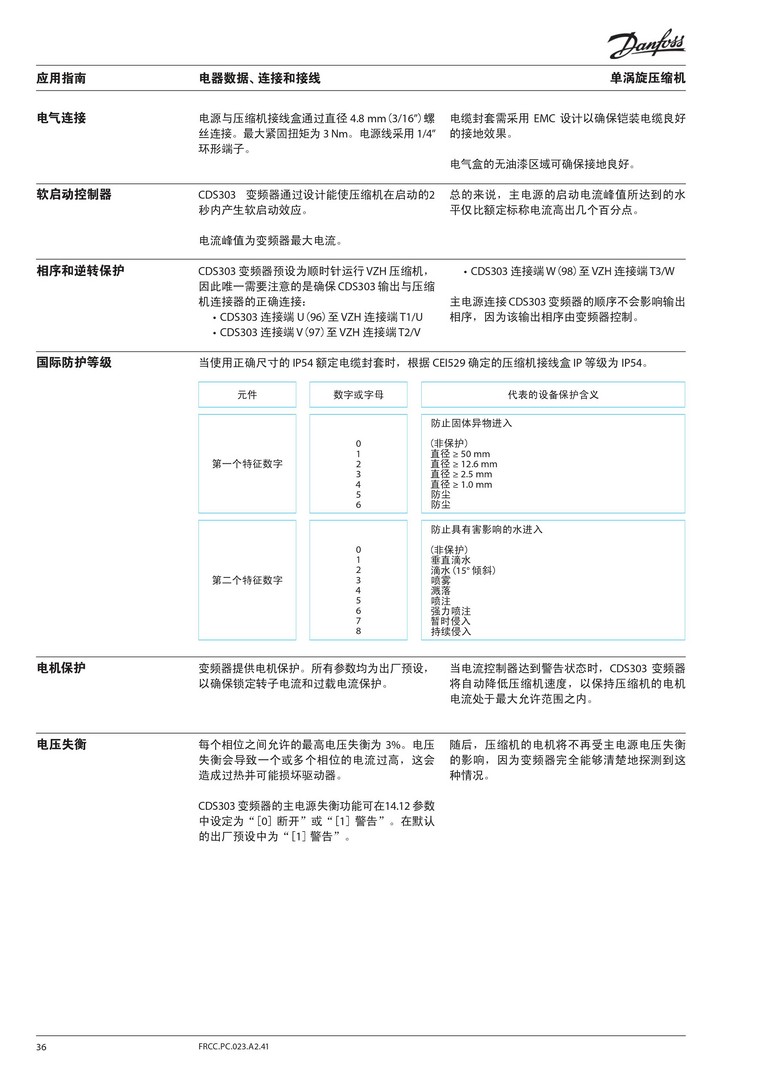 Danfoss
应用指南
电器数据、连接和接线
单涡旋压缩机
电气连接
电源与压缩机接线盒通过直径 4.8 mm (3/16") 螺
丝连接。最大紧固扭矩为 3 Nm。电源线采用 1/4"
环形端子。
电缆封套需采用 EMC 设计以确保铠装电缆良好
的接地效果。
电气盒的无油漆区域可确保接地良好。
软启动控制器
CDS303 变频器通过设计能使压缩机在启动的2
秒内产生软启动效应。
电流峰值为变频器最大电流。
总的来说，主电源的启动电流峰值所达到的水
平仅比额定标称电流高出几个百分点。
相序和逆转保护
CDS303 变频器预设为顺时针运行 VZH 压缩机，
因此唯一需要注意的是确保 CDS303 输出与压缩
机连接器的正确连接：
• CDS303 连接端 U (96) 至 VZH 连接端 T1/U
• CDS303 连接端 V (97) 至 VZH 连接端 T2/V
• CDS303 连接端 W (98) 至 VZH 连接端 T3/W
主电源连接 CDS303 变频器的顺序不会影响输出
相序，因为该输出相序由变频器控制。
国际防护等级
当使用正确尺寸的 IP54 额定电缆封套时，根据 CEI529 确定的压缩机接线盒 IP 等级为 IP54。
元件
数字或字母
代表的设备保护含义
第一个特征数字
防止固体异物进入
0 (非保护)
1 直径 ≥ 50 mm
2 直径 ≥ 12.6 mm
3 直径 ≥ 2.5 mm
4 直径 ≥ 1.0 mm
5 防尘
6 防尘
第二个特征数字
防止具有害影响的水进入
0 (非保护)
1 垂直滴水
2 滴水 (15° 倾斜)
3 喷雾
4 溅落
5 喷注
6 强力喷注
7 暂时侵入
8 持续侵入
电机保护
变频器提供电机保护。所有参数均为出厂预设，
以确保锁定转子电流和过载电流保护。
当电流控制器达到警告状态时，CDS303 变频器
将自动降低压缩机速度，以保持压缩机的电机
电流处于最大允许范围之内。
电压失衡
每个相位之间允许的最高电压失衡为 3%。电压
失衡会导致一个或多个相位的电流过高，这会
造成过热并可能损坏驱动器。
CDS303 变频器的主电源失衡功能可在14.12 参数
中设定为“[0] 断开”或“[1] 警告”。在默认
的出厂预设中为“[1] 警告”。
随后，压缩机的电机将不再受主电源电压失衡
的影响，因为变频器完全能够清楚地探测到这
种情况。
36
FRCC.PC.023.A2.41